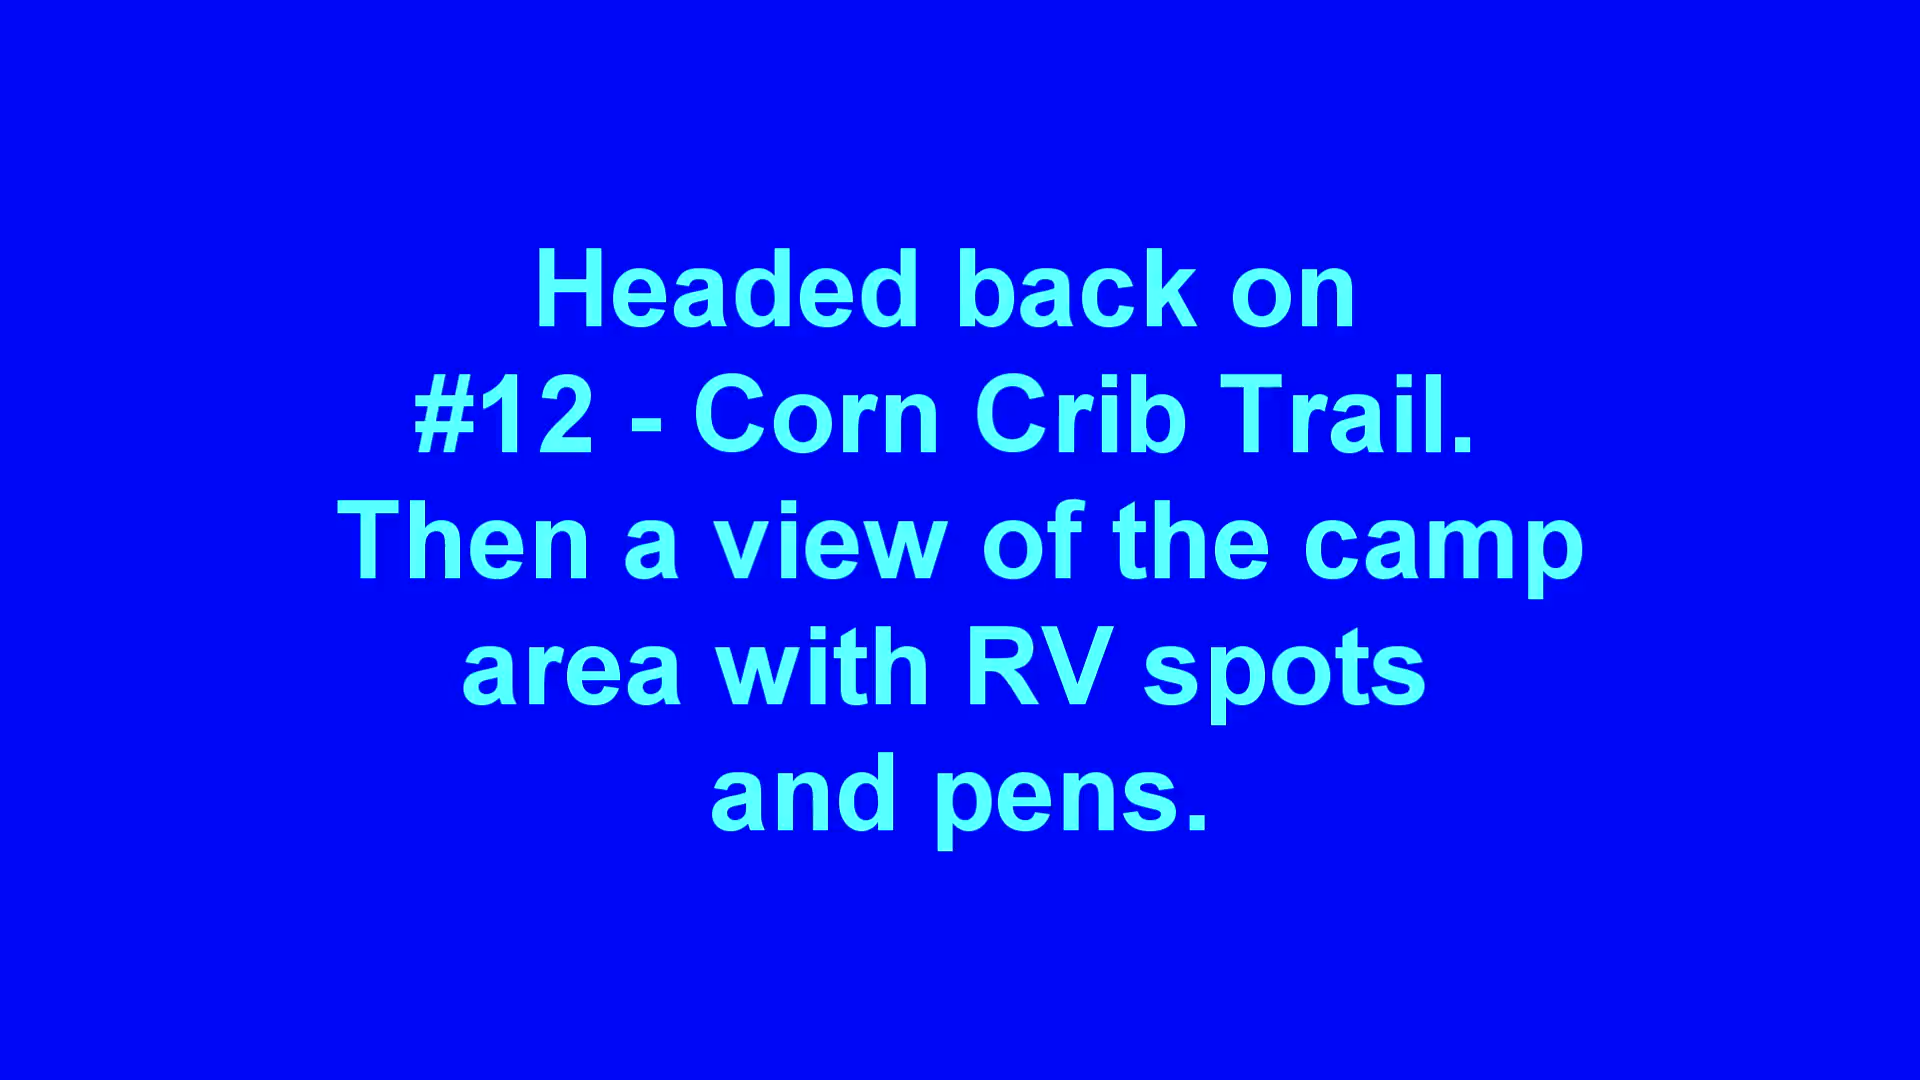 Headed back on
#12 - Corn Crib Trail.
Then a view of the camp
area with RV spots
and pens.